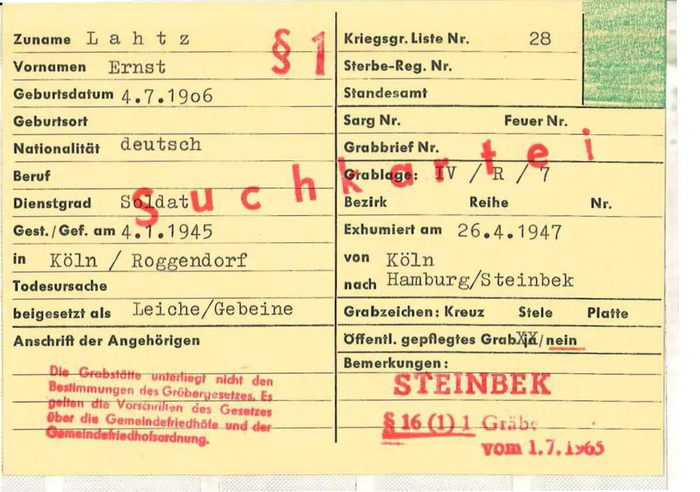 Zuname L a h t z
§ 1
Vornamen Ernst
Geburtsdatum 4.7.19o6
Geburtsort
Nationalität deutsch
Beruf
Dienstgrad Soldat
Gest./Gef. am 4.1.1945
in Köln / Roggendorf
Todesursache
beigesetzt als Leiche/Gebeine
Anschrift der Angehörigen
Die Grabstätte unterliegt nicht den
Bestimmungen des Gräbergesetzes. Es
gelten die Vorschriften des Gesetzes
über die Gemeindefriedhöfe und der
Gemeindefriedhofsordnung.
Suchkartei
Kriegsgr. Liste Nr. 28
Sterbe-Reg. Nr.
Standesamt
Sarg Nr. Feuer Nr.
Grabbrief Nr.
Grablage: IV / R / 7
Bezirk Reihe Nr.
Exhumiert am 26.4.1947
von Köln
nach Hamburg/Steinbek
Grabzeichen: Kreuz Stele Platte
Öffentl. gepflegtes Grab XX/nein
Bemerkungen:
STEINBEK
§ 16 (1) 1 Gräb
vom 1.7.1965